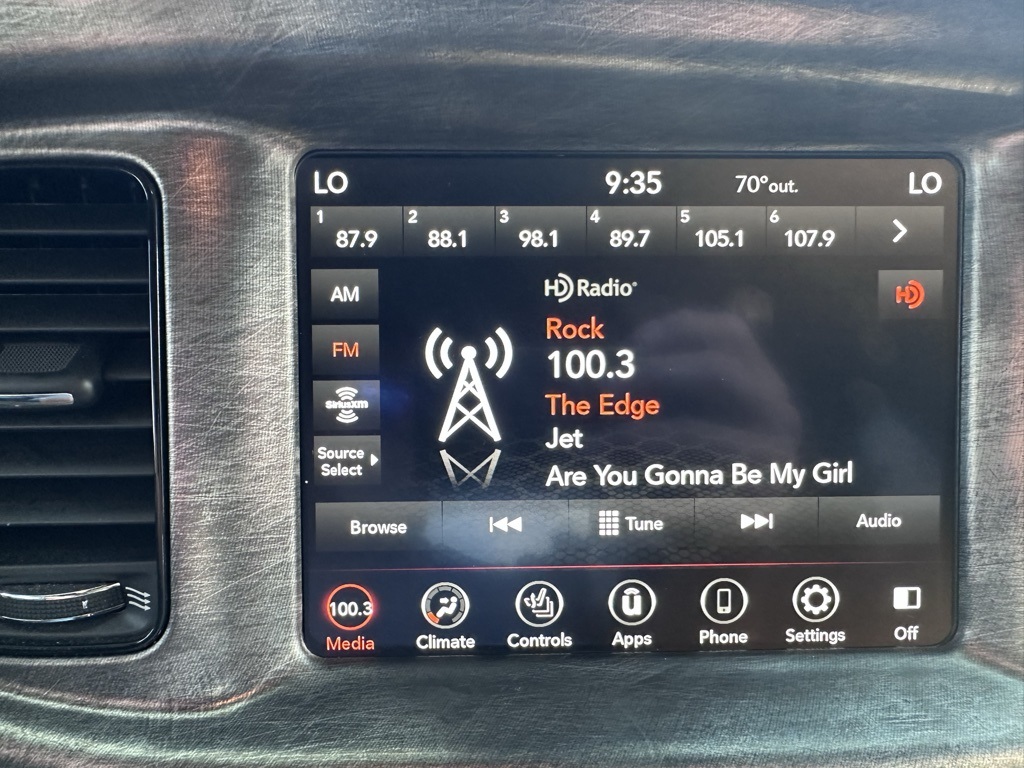 LO 9:35 70°out. LO
1 2 3 4 5 6
87.9 88.1 98.1 89.7 105.1 107.9
AM
HD Radio
HD
Rock
FM
100.3
The Edge
SiriusXM
Jet
Source
Select
Are You Gonna Be My Girl
Browse Tune Audio
100.3
Media Climate Controls Apps Phone Settings Off